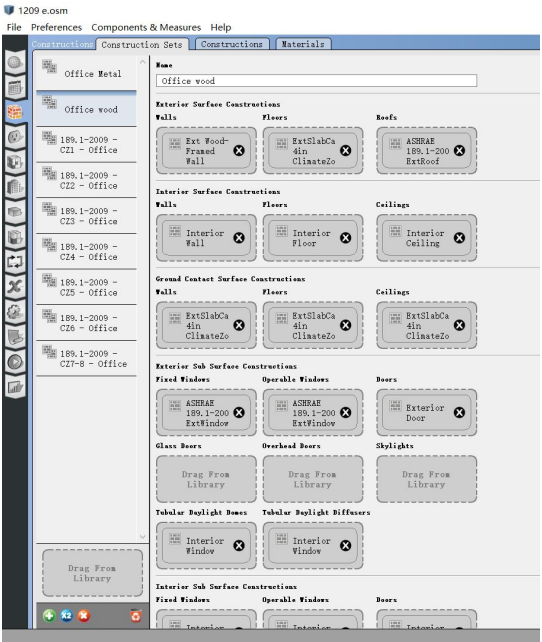 1209 e.osm
File Preferences Components & Measures Help
Constructions Construction Sets Constructions Materials
Office Metal
Office wood
189.1-2009 -
CZ1 - Office
189.1-2009 -
CZ2 - Office
189.1-2009 -
CZ3 - Office
189.1-2009 -
CZ4 - Office
189.1-2009 -
CZ5 - Office
189.1-2009 -
CZ6 - Office
189.1-2009 -
CZ7-8 - Office
Drag From
Library
x2
Name
Office wood
Exterior Surface Constructions
Walls Floors Roofs
Ext Wood-
Framed
Wall
ExtSlabCa
4in
ClimateZo
ASHRAE
189.1-200
ExtRoof
Interior Surface Constructions
Walls Floors Ceilings
Interior
Wall
Interior
Floor
Interior
Ceiling
Ground Contact Surface Constructions
Walls Floors Ceilings
ExtSlabCa
4in
ClimateZo
ExtSlabCa
4in
ClimateZo
ExtSlabCa
4in
ClimateZo
Exterior Sub Surface Constructions
Fixed Windows Operable Windows Doors
ASHRAE
189.1-200
ExtWindow
ASHRAE
189.1-200
ExtWindow
Exterior
Door
Glass Doors Overhead Doors Skylights
Drag From
Library
Drag From
Library
Drag From
Library
Tubular Daylight Domes Tubular Daylight Diffusers
Interior
Window
Interior
Window
Interior Sub Surface Constructions
Fixed Windows Operable Windows Doors
Interior Interior Interior